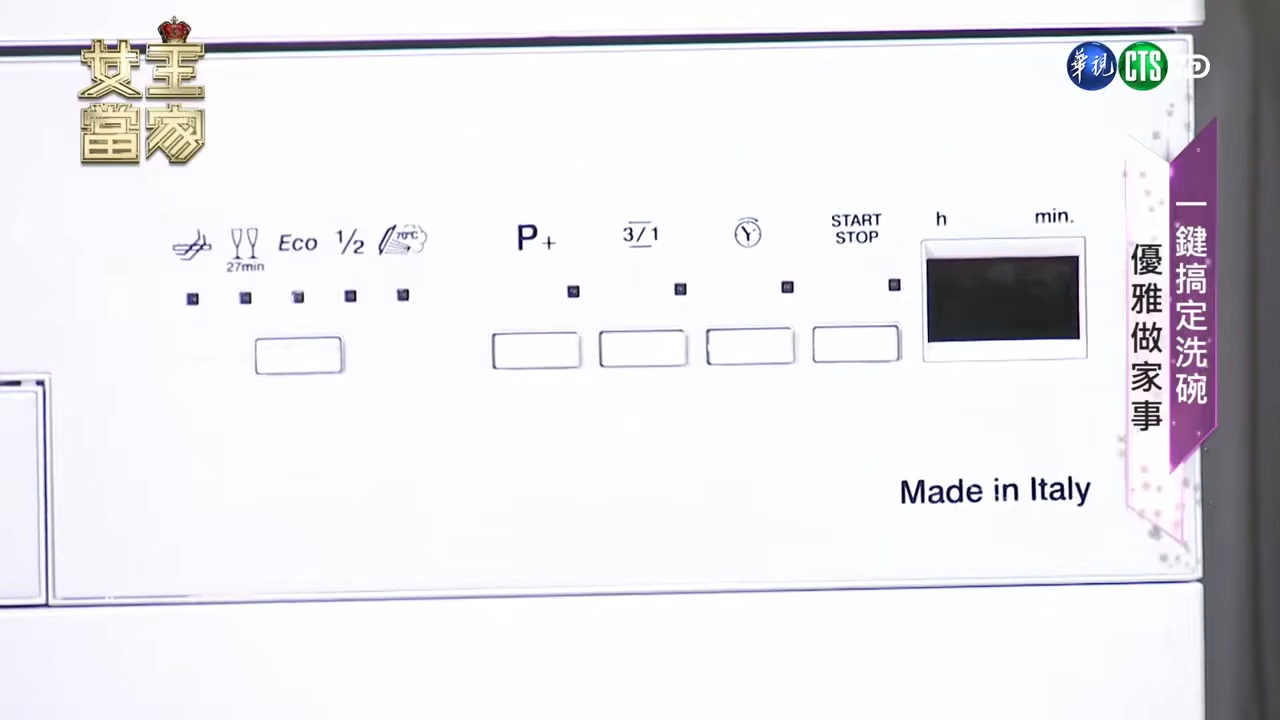 女王
當家
華視 CTS HD
一鍵搞定洗碗
優雅做家事
27min
Eco
1/2
70°C
P+
3/1
START
STOP
h
min.
Made in Italy